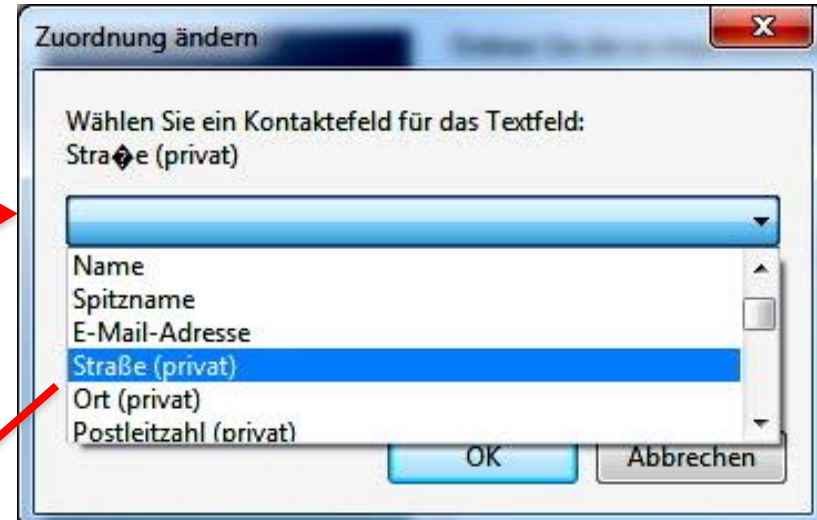 Zuordnung ändern
Wählen Sie ein Kontaktefeld für das Textfeld:
Stra�e (privat)
Name
Spitzname
E-Mail-Adresse
Straße (privat)
Ort (privat)
Postleitzahl (privat)
OK
Abbrechen